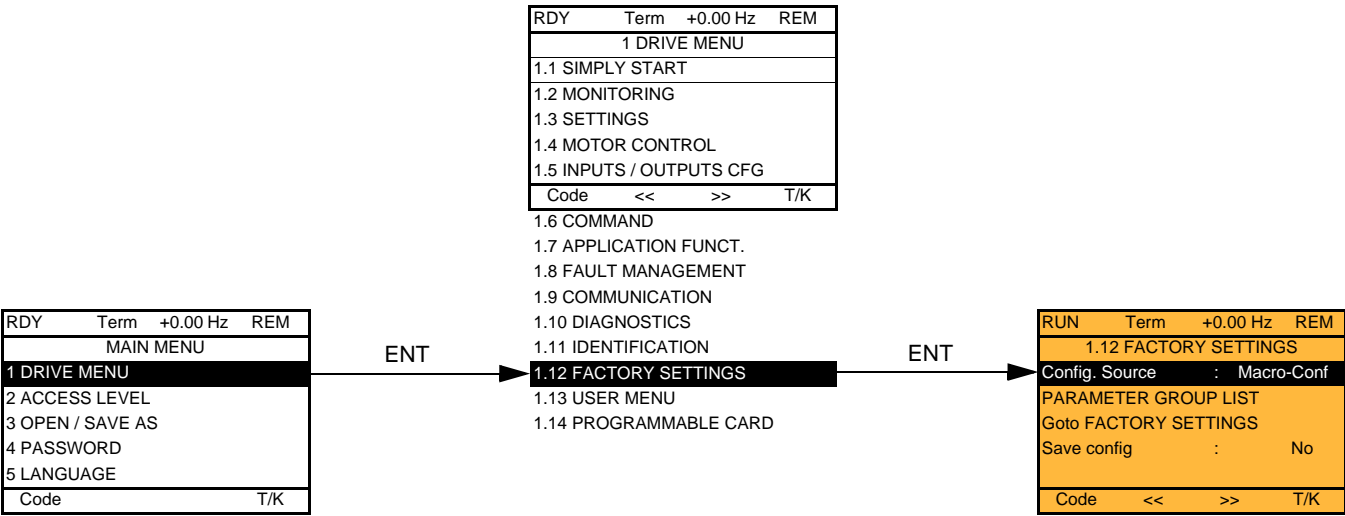 RDY Term +0.00 Hz REM
MAIN MENU
1 DRIVE MENU
2 ACCESS LEVEL
3 OPEN / SAVE AS
4 PASSWORD
5 LANGUAGE
Code T/K
ENT
RDY Term +0.00 Hz REM
1 DRIVE MENU
1.1 SIMPLY START
1.2 MONITORING
1.3 SETTINGS
1.4 MOTOR CONTROL
1.5 INPUTS / OUTPUTS CFG
Code << >> T/K
1.6 COMMAND
1.7 APPLICATION FUNCT.
1.8 FAULT MANAGEMENT
1.9 COMMUNICATION
1.10 DIAGNOSTICS
1.11 IDENTIFICATION
1.12 FACTORY SETTINGS
1.13 USER MENU
1.14 PROGRAMMABLE CARD
ENT
RUN Term +0.00 Hz REM
1.12 FACTORY SETTINGS
Config. Source : Macro-Conf
PARAMETER GROUP LIST
Goto FACTORY SETTINGS
Save config : No
Code << >> T/K